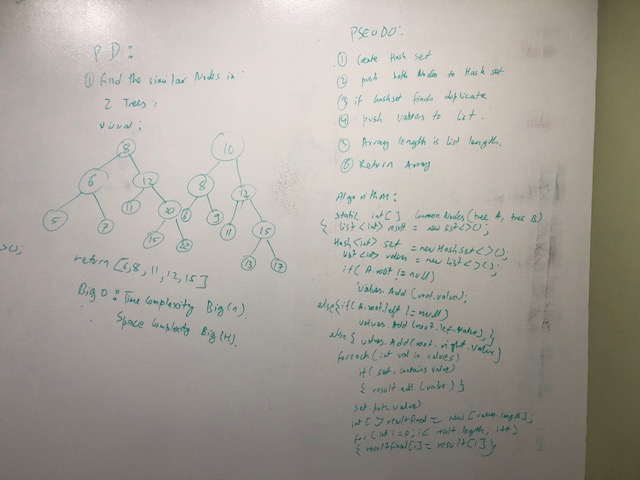 PD:
① find the similar Nodes in
2 Trees:
visual:
8
6
12
5
7
11
20
15
22
10
8
12
6
9
11
15
13
17
return [6,8,11,12,15]
Big O: Time Complexity Big(n)
Space Complexity Big(H).
>();
PSEUDO:
① Create Hash set
② push both Nodes to Hash set
③ if hashset finds duplicate
④ push values to List.
⑤ Array length is list length.
⑥ Return Array
Algorithm:
static int[] CommonNodes(tree A, tree B)
{ List<int> result = new List<>();
Hash<int> set = new HashSet<>();
List<int> values = new List<>();
if(A.root != null)
values.Add(root.value);
else{if(A.root.left != null)
values.Add(root.left.value);}
else{values.Add(root.right.value
foreach(int val in values)
if(set.contains value)
{result.add(value)}}
set.put(value)
int[] resultfinal = new [values.length];
for(int i=0; i< result.length; i++)
{resultfinal[i]=result[i]}